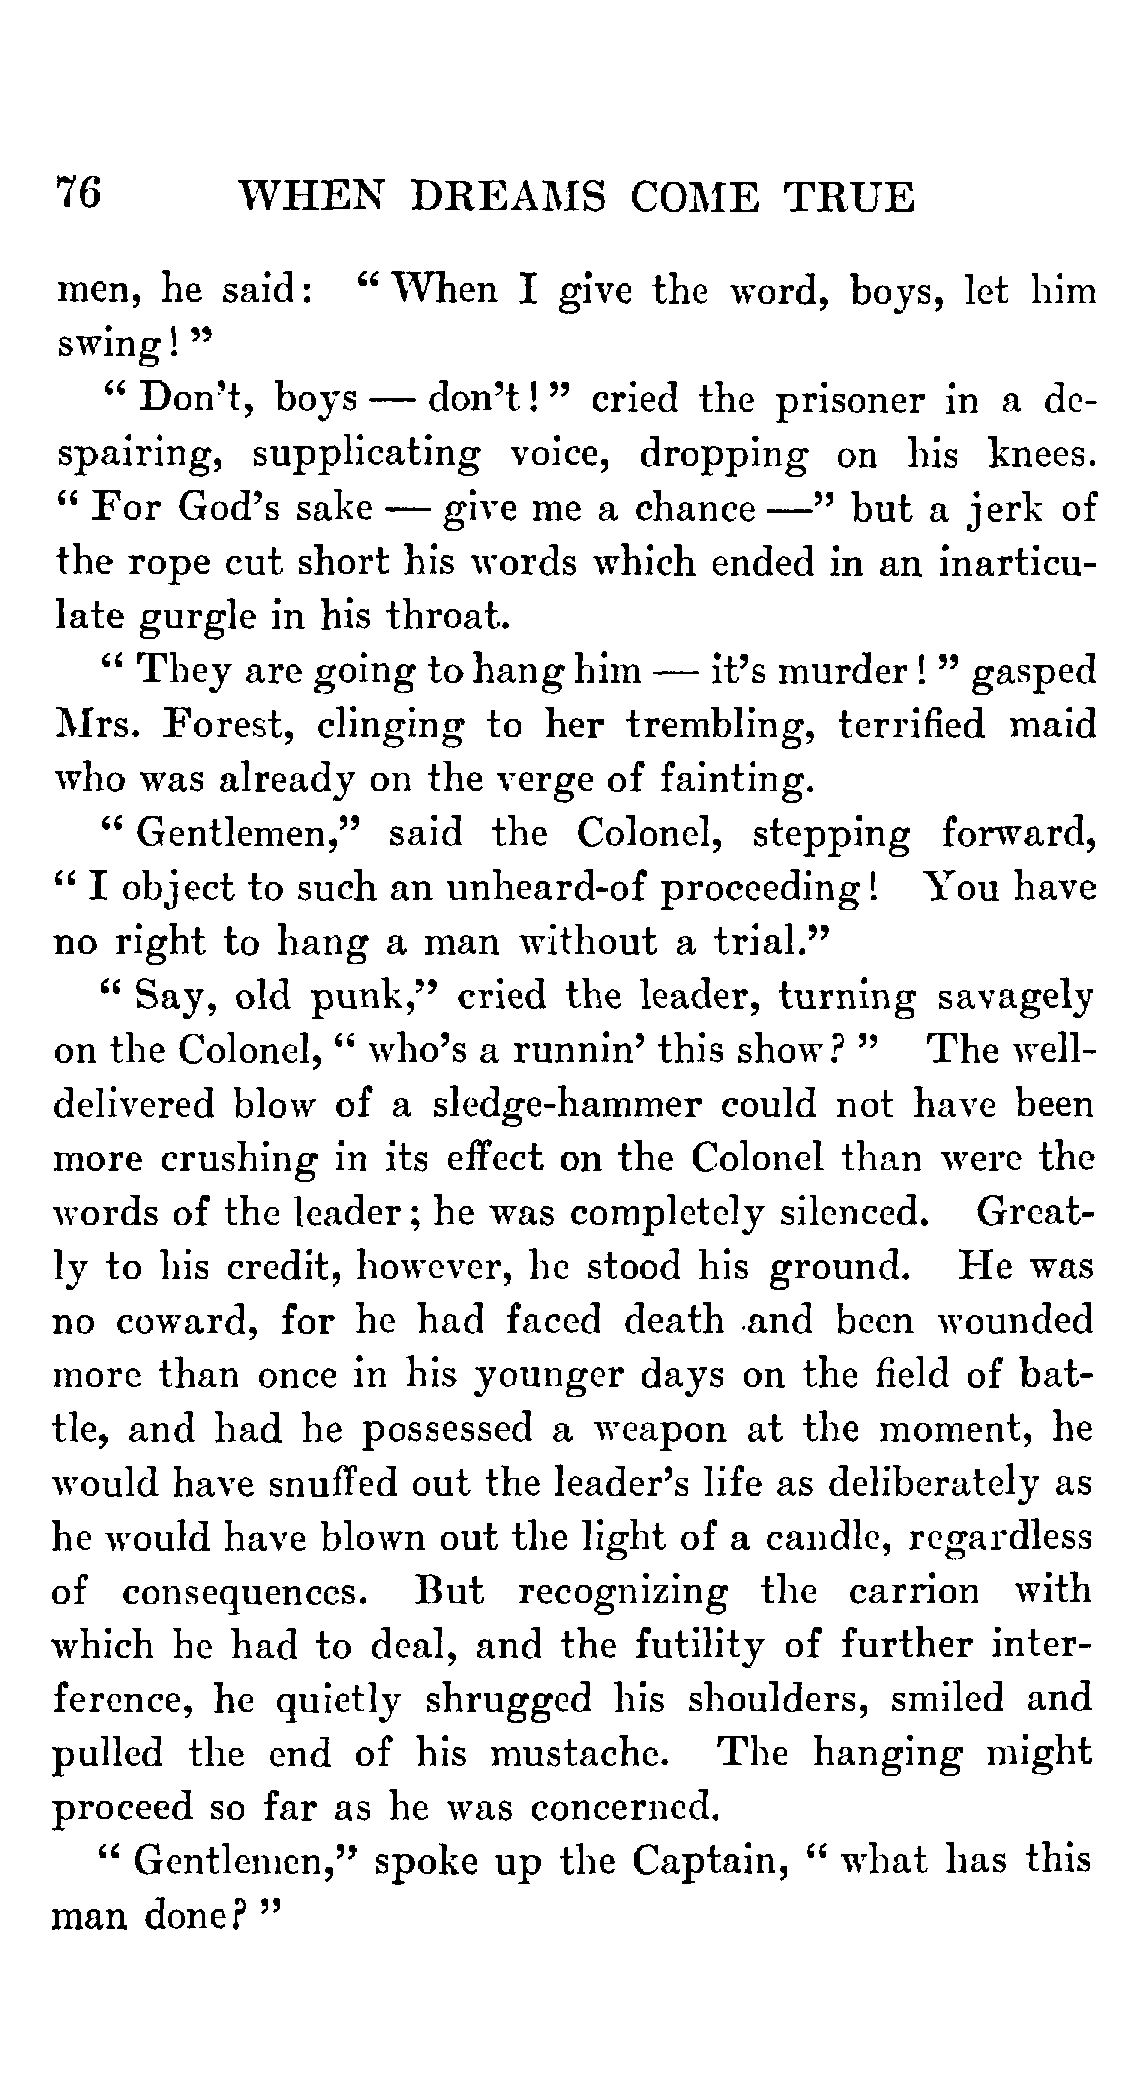 76 WHEN DREAMS COME TRUE
men, he said: “ When I give the word, boys, let him
swing! ”
“ Don’t, boys — don’t! ” cried the prisoner in a de-
spairing, supplicating voice, dropping on his knees.
“ For God’s sake — give me a chance —” but a jerk of
the rope cut short his words which ended in an inarticu-
late gurgle in his throat.
“ They are going to hang him — it’s murder! ” gasped
Mrs. Forest, clinging to her trembling, terrified maid
who was already on the verge of fainting.
“ Gentlemen,” said the Colonel, stepping forward,
“ I object to such an unheard-of proceeding! You have
no right to hang a man without a trial.”
“ Say, old punk,” cried the leader, turning savagely
on the Colonel, “ who’s a runnin’ this show? ” The well-
delivered blow of a sledge-hammer could not have been
more crushing in its effect on the Colonel than were the
words of the leader; he was completely silenced. Great-
ly to his credit, however, he stood his ground. He was
no coward, for he had faced death and been wounded
more than once in his younger days on the field of bat-
tle, and had he possessed a weapon at the moment, he
would have snuffed out the leader’s life as deliberately as
he would have blown out the light of a candle, regardless
of consequences. But recognizing the carrion with
which he had to deal, and the futility of further inter-
ference, he quietly shrugged his shoulders, smiled and
pulled the end of his mustache. The hanging might
proceed so far as he was concerned.
“ Gentlemen,” spoke up the Captain, “ what has this
man done? ”